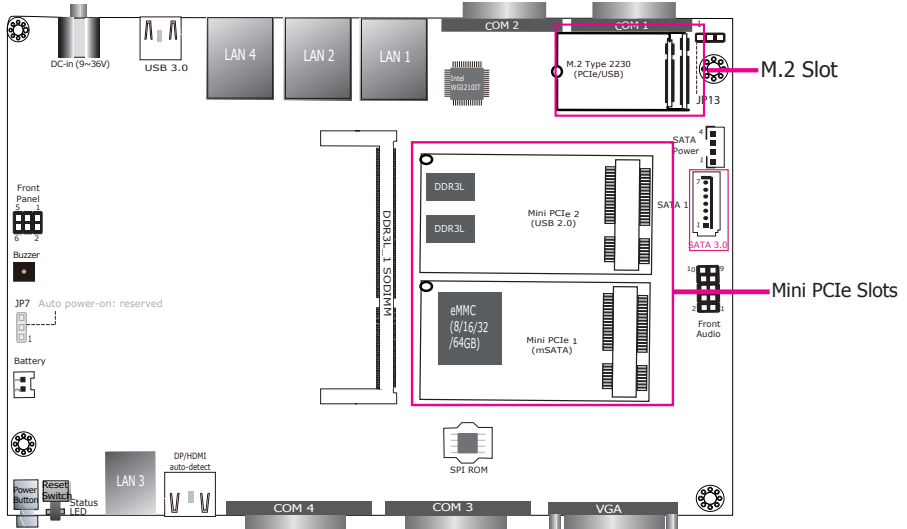 COM 2
COM 1
1
DC-in (9~36V)
USB 3.0
LAN 4
LAN 2
LAN 1
Intel
WGI210IT
M.2 Type 2230
(PCIe/USB)
M.2 Slot
JP13
SATA
Power
4
1
DDR3L
DDR3L
Mini PCIe 2
(USB 2.0)
SATA 1
7
1
SATA 3.0
Front
Panel
5 1
6 2
Buzzer
DDR3L_1 SODIMM
10 9
2 1
Front
Audio
Mini PCIe Slots
JP7 Auto power-on: reserved
1
eMMC
(8/16/32
/64GB)
Mini PCIe 1
(mSATA)
Battery
SPI ROM
Power
Button
Reset
Switch
Status
LED
LAN 3
DP/HDMI
auto-detect
COM 4
COM 3
VGA